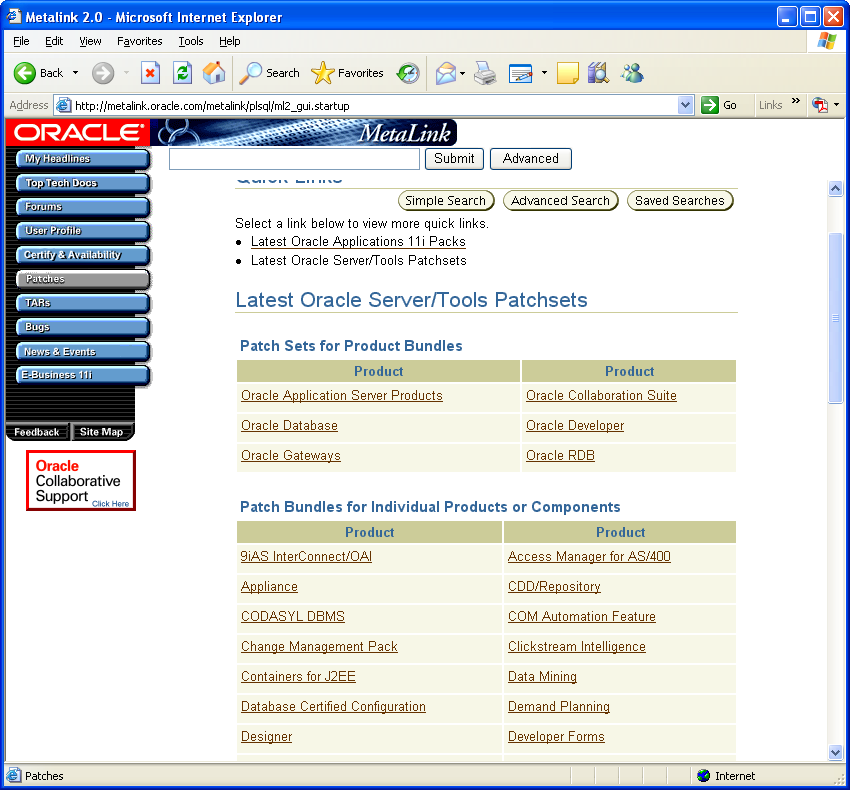 Metalink 2.0 - Microsoft Internet Explorer
File Edit View Favorites Tools Help
Back Search Favorites
Address http://metalink.oracle.com/metalink/plsql/ml2_gui.startup Go Links »
ORACLE MetaLink
Submit Advanced
My Headlines
Top Tech Docs
Forums
User Profile
Certify & Availability
Patches
TARs
Bugs
News & Events
E-Business 11i
Feedback Site Map
Oracle
Collaborative
Support
Click Here
Quick Links
Simple Search Advanced Search Saved Searches
Select a link below to view more quick links.
• Latest Oracle Applications 11i Packs
• Latest Oracle Server/Tools Patchsets
Latest Oracle Server/Tools Patchsets
Patch Sets for Product Bundles
Product Product
Oracle Application Server Products Oracle Collaboration Suite
Oracle Database Oracle Developer
Oracle Gateways Oracle RDB
Patch Bundles for Individual Products or Components
Product Product
9iAS InterConnect/OAI Access Manager for AS/400
Appliance CDD/Repository
CODASYL DBMS COM Automation Feature
Change Management Pack Clickstream Intelligence
Containers for J2EE Data Mining
Database Certified Configuration Demand Planning
Designer Developer Forms
Patches Internet